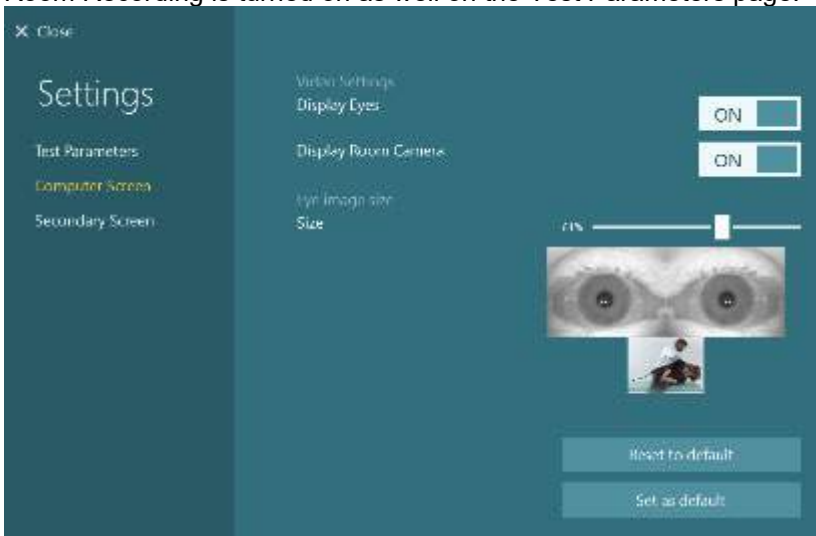 Room Recording is turned on as well on the Test Parameters page.
Close
Settings
Test Parameters
Computer Screen
Secondary Screen
Video Settings
Display Eyes
ON
Display Room Camera
ON
Eye image size
Size
Reset to default
Set as default